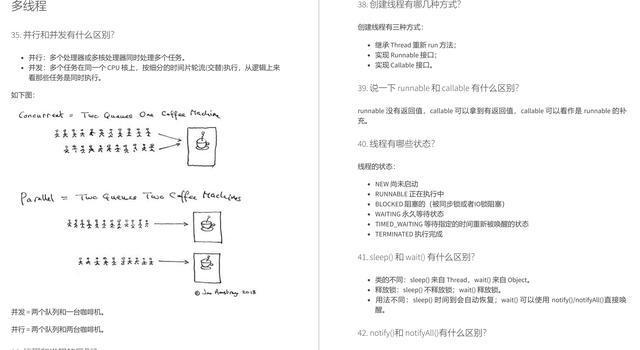 多线程
35. 并行和并发有什么区别？
并行：多个处理器或多核处理器同时处理多个任务。
并发：多个任务在同一个 CPU 核上，按细分的时间片轮流(交替)执行，从逻辑上来
看那些任务是同时执行。
如下图：
Concurrent = Two Queues One Coffee Machine
Parallel = Two Queues Two Coffee Machines
© Joe Armstrong 2013
并发 = 两个队列和一台咖啡机。
并行 = 两个队列和两台咖啡机。
38. 创建线程有哪几种方式？
创建线程有三种方式：
继承 Thread 重新 run 方法；
实现 Runnable 接口；
实现 Callable 接口。
39. 说一下 runnable 和 callable 有什么区别？
runnable 没有返回值，callable 可以拿到有返回值，callable 可以看作是 runnable 的补
充。
40. 线程有哪些状态？
线程的状态：
NEW 尚未启动
RUNNABLE 正在执行中
BLOCKED 阻塞的（被同步锁或者IO锁阻塞）
WAITING 永久等待状态
TIMED_WAITING 等待指定的时间重新被唤醒的状态
TERMINATED 执行完成
41. sleep() 和 wait() 有什么区别？
类的不同：sleep() 来自 Thread，wait() 来自 Object。
释放锁：sleep() 不释放锁；wait() 释放锁。
用法不同：sleep() 时间到会自动恢复；wait() 可以使用 notify()/notifyAll()直接唤
醒。
42. notify()和 notifyAll()有什么区别？